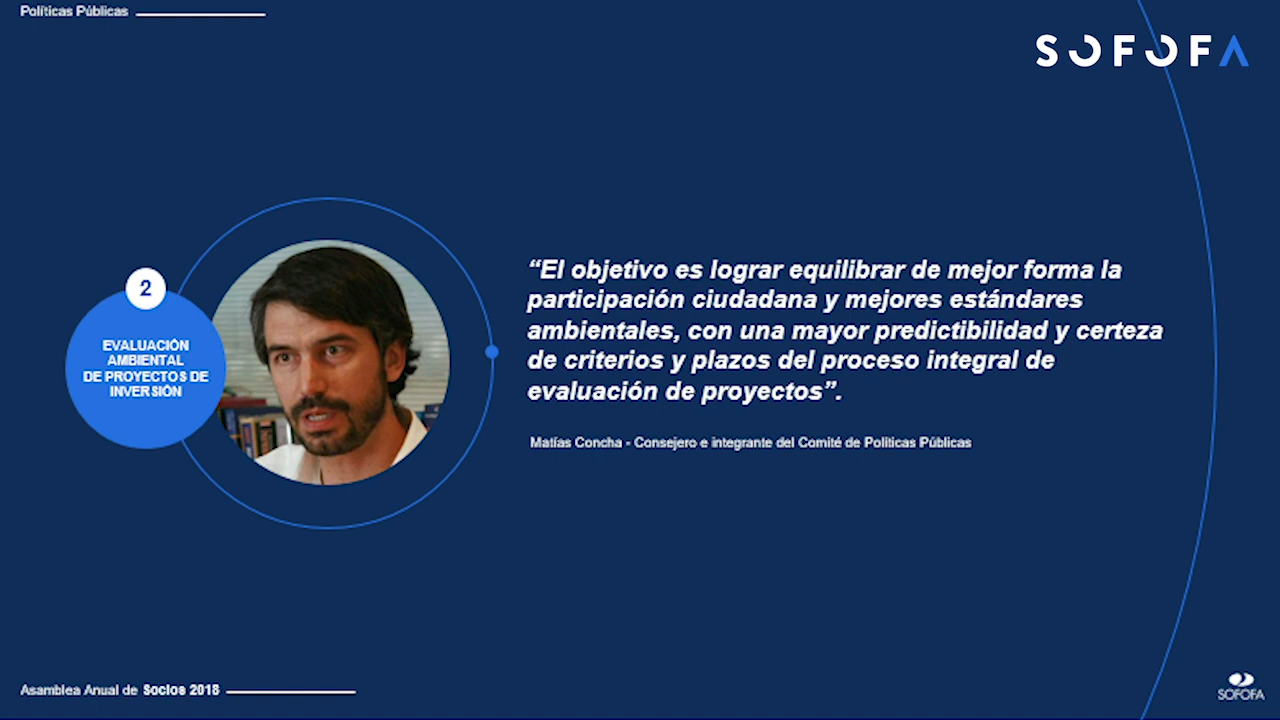 Políticas Públicas
SOFOFA
2
EVALUACIÓN
AMBIENTAL
DE PROYECTOS DE
INVERSIÓN
“El objetivo es lograr equilibrar de mejor forma la
participación ciudadana y mejores estándares
ambientales, con una mayor predictibilidad y certeza
de criterios y plazos del proceso integral de
evaluación de proyectos”.
Matías Concha - Consejero e integrante del Comité de Políticas Públicas
Asamblea Anual de Socios 2018
SOFOFA